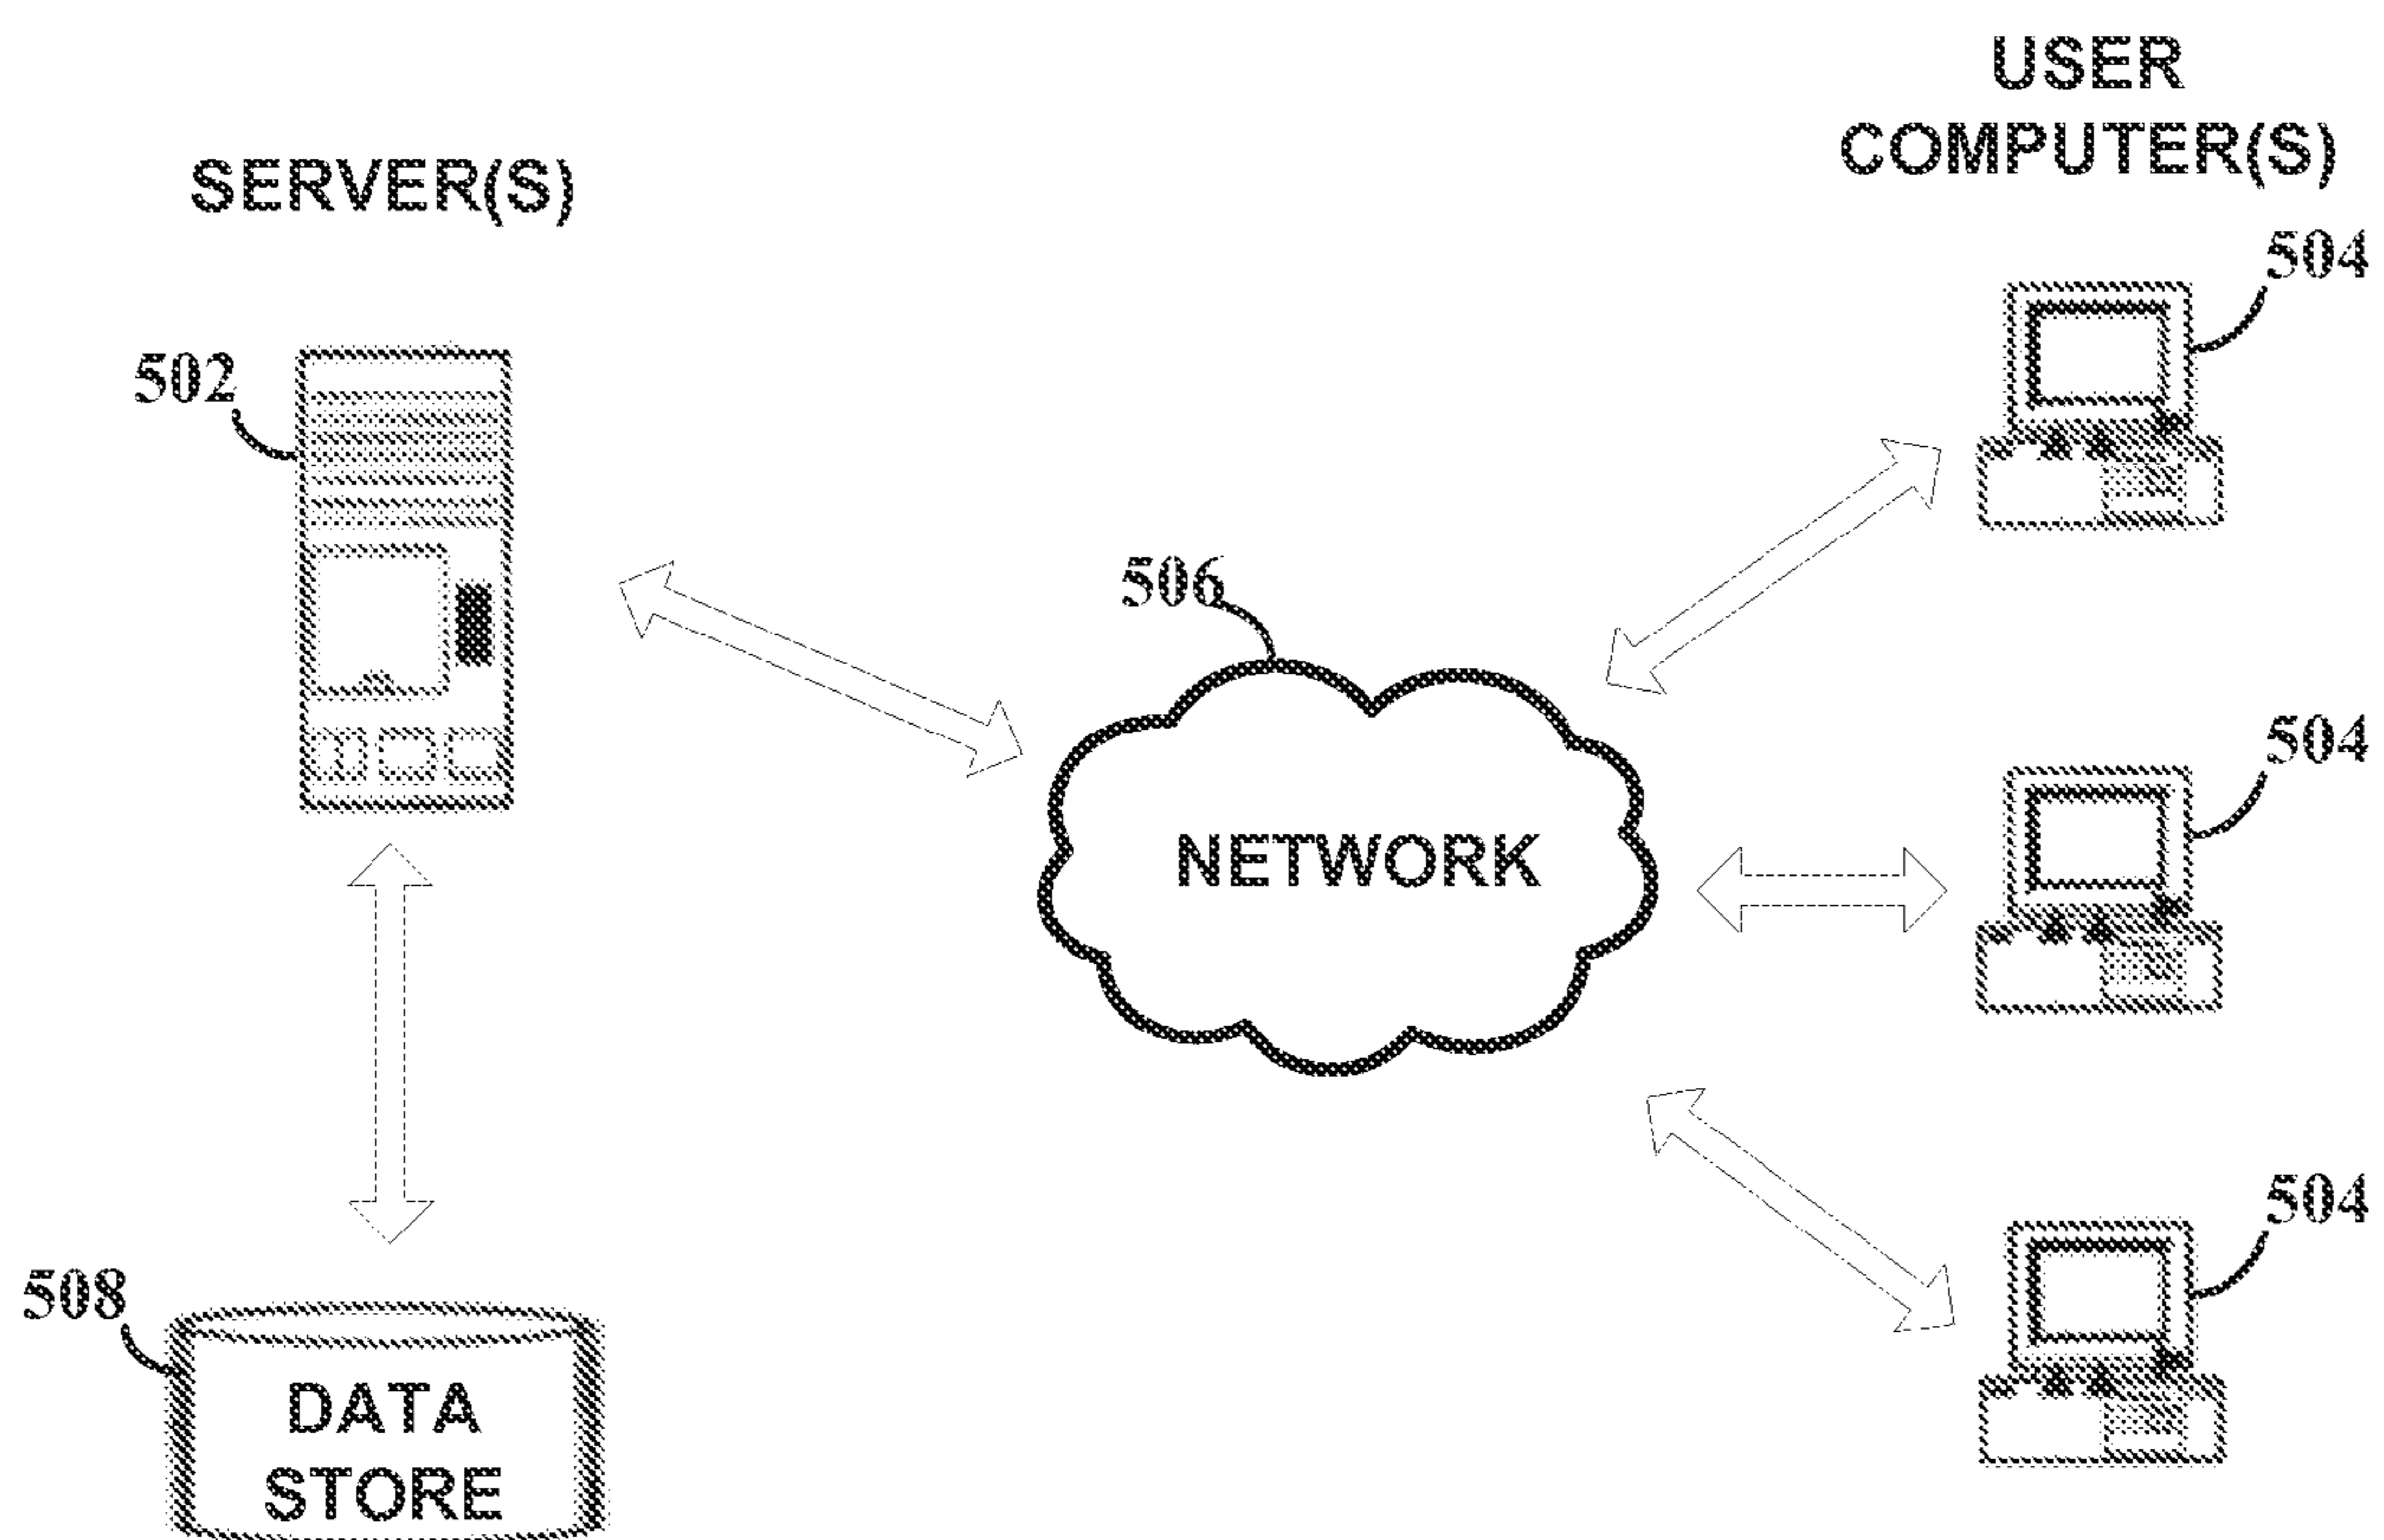 USER
COMPUTER(S)
SERVER(S)
504
502
506
504
NETWORK
504
508
DATA
STORE